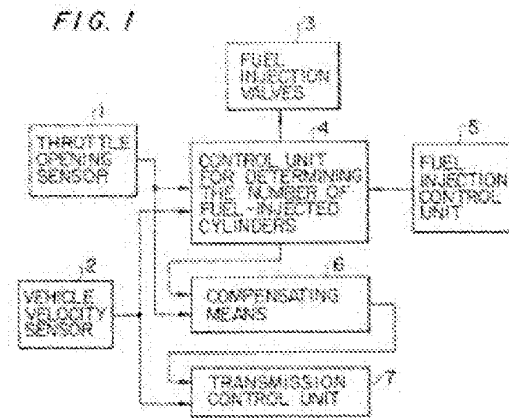 FIG. 1
3
FUEL
INJECTION
VALVES
1
THROTTLE
OPENING
SENSOR
4
CONTROL UNIT
FOR DETERMINING
THE NUMBER OF
FUEL-INJECTED
CYLINDERS
5
FUEL
INJECTION
CONTROL
UNIT
2
VEHICLE
VELOCITY
SENSOR
6
COMPENSATING
MEANS
TRANSMISSION
CONTROL UNIT
7